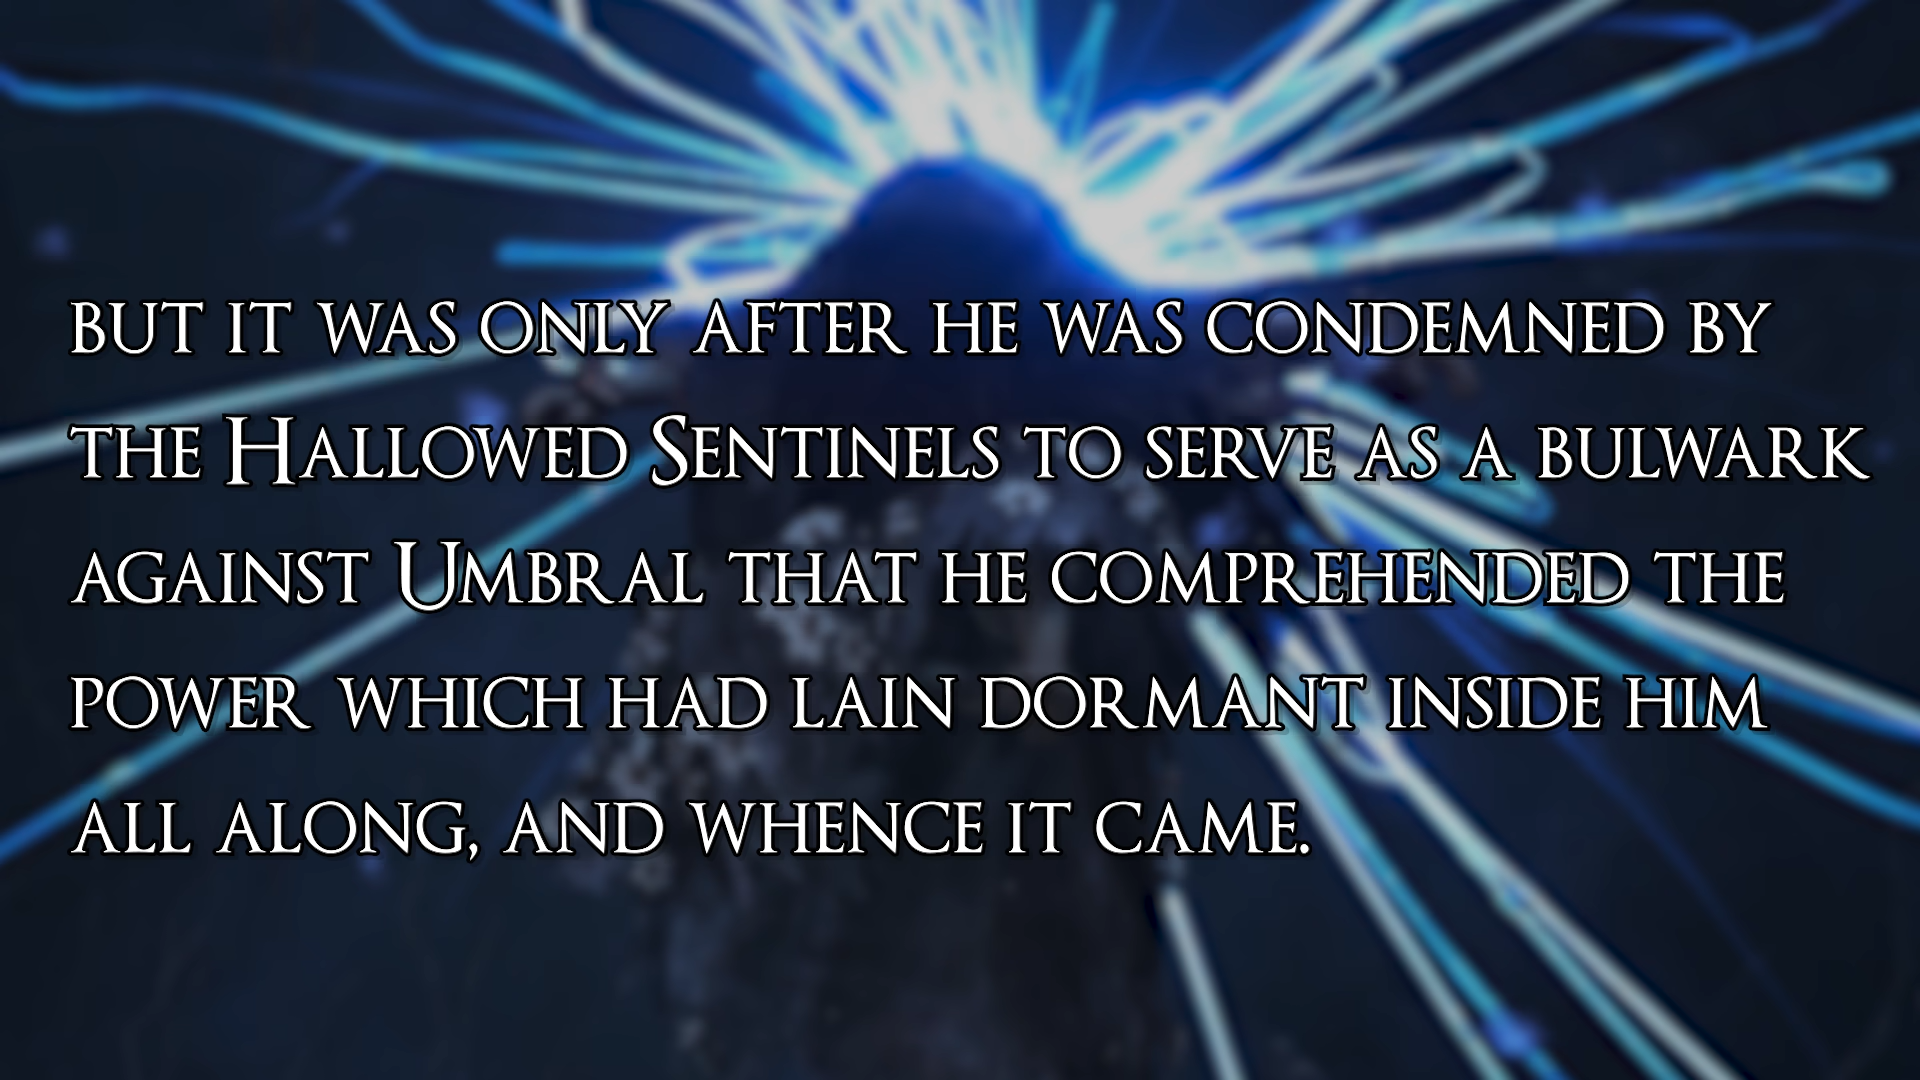 BUT IT WAS ONLY AFTER HE WAS CONDEMNED BY
THE HALLOWED SENTINELS TO SERVE AS A BULWARK
AGAINST UMBRAL THAT HE COMPREHENDED THE
POWER WHICH HAD LAIN DORMANT INSIDE HIM
ALL ALONG, AND WHENCE IT CAME.